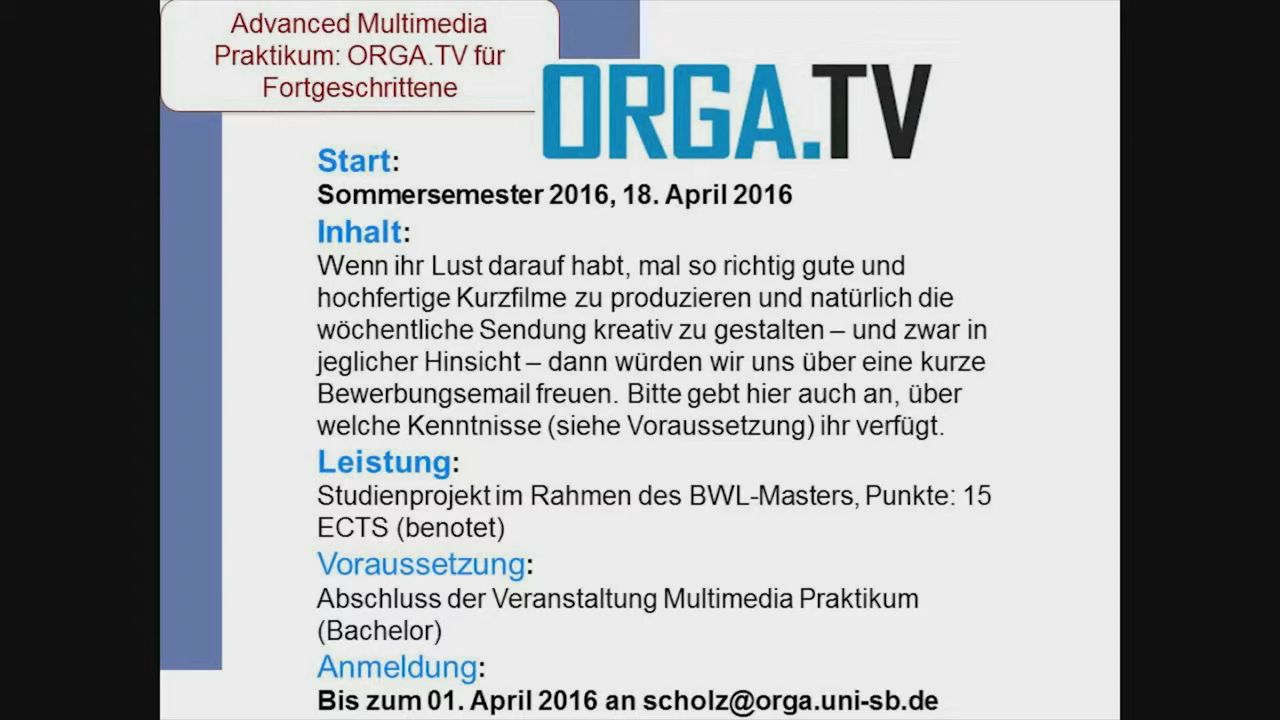 Advanced Multimedia
Praktikum: ORGA.TV für
Fortgeschrittene
ORGA.TV
Start:
Sommersemester 2016, 18. April 2016
Inhalt:
Wenn ihr Lust darauf habt, mal so richtig gute und
hochfertige Kurzfilme zu produzieren und natürlich die
wöchentliche Sendung kreativ zu gestalten – und zwar in
jeglicher Hinsicht – dann würden wir uns über eine kurze
Bewerbungsemail freuen. Bitte gebt hier auch an, über
welche Kenntnisse (siehe Voraussetzung) ihr verfügt.
Leistung:
Studienprojekt im Rahmen des BWL-Masters, Punkte: 15
ECTS (benotet)
Voraussetzung:
Abschluss der Veranstaltung Multimedia Praktikum
(Bachelor)
Anmeldung:
Bis zum 01. April 2016 an scholz@orga.uni-sb.de